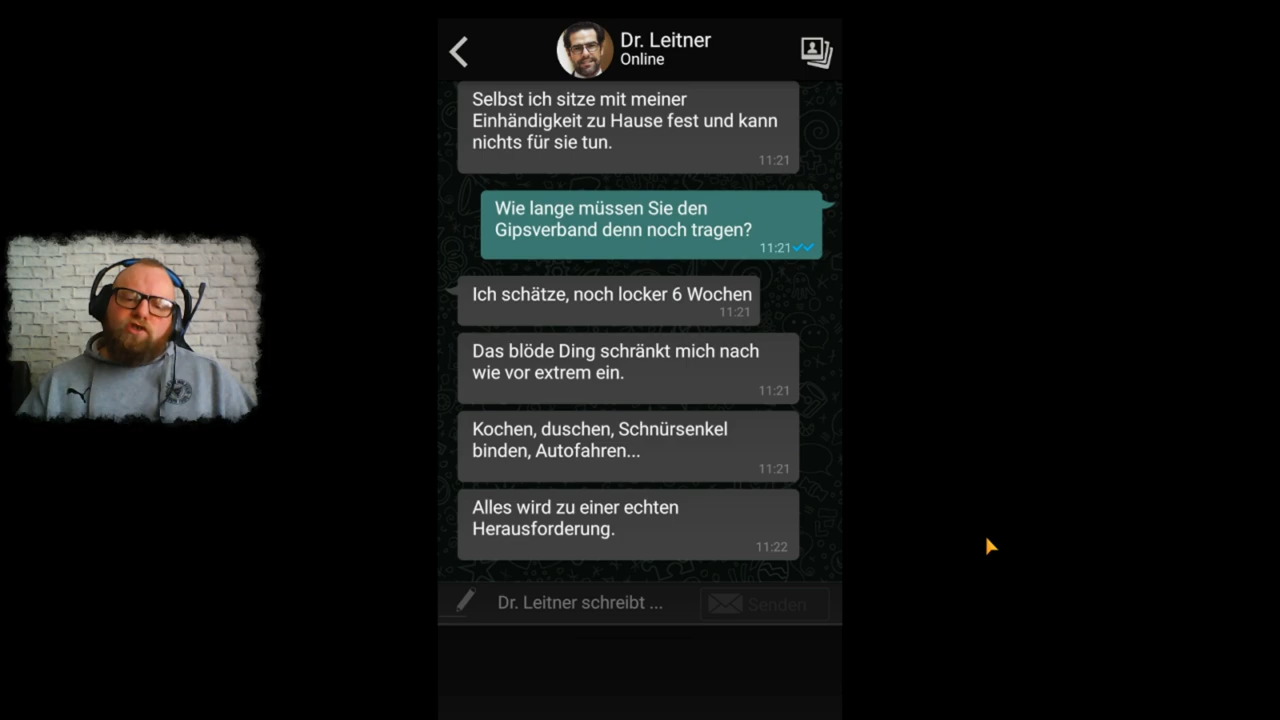 Dr. Leitner
Online
Selbst ich sitze mit meiner
Einhändigkeit zu Hause fest und kann
nichts für sie tun.
11:21
Wie lange müssen Sie den
Gipsverband denn noch tragen?
11:21
Ich schätze, noch locker 6 Wochen
11:21
Das blöde Ding schränkt mich nach
wie vor extrem ein.
11:21
Kochen, duschen, Schnürsenkel
binden, Autofahren...
11:21
Alles wird zu einer echten
Herausforderung.
11:22
Dr. Leitner schreibt ...
Senden